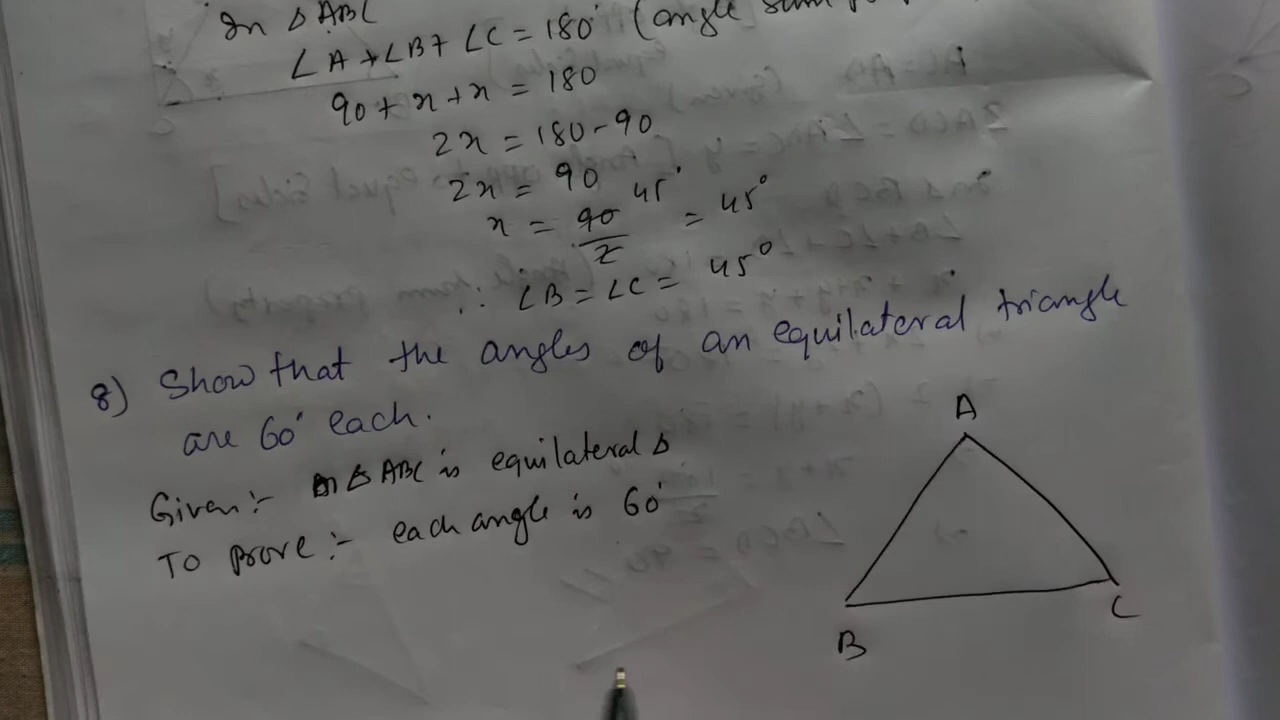 In △ABC
∠A+∠B+∠C = 180° (angle sum
90 + x + x = 180
2x = 180-90
2x = 90
x = 90/2 45° = 45°
∴ ∠B = ∠C = 45°
8) Show that the angles of an equilateral triangle
are 60° each.
Given:- △ABC is equilateral △
To prove:- each angle is 60°
A
B
C